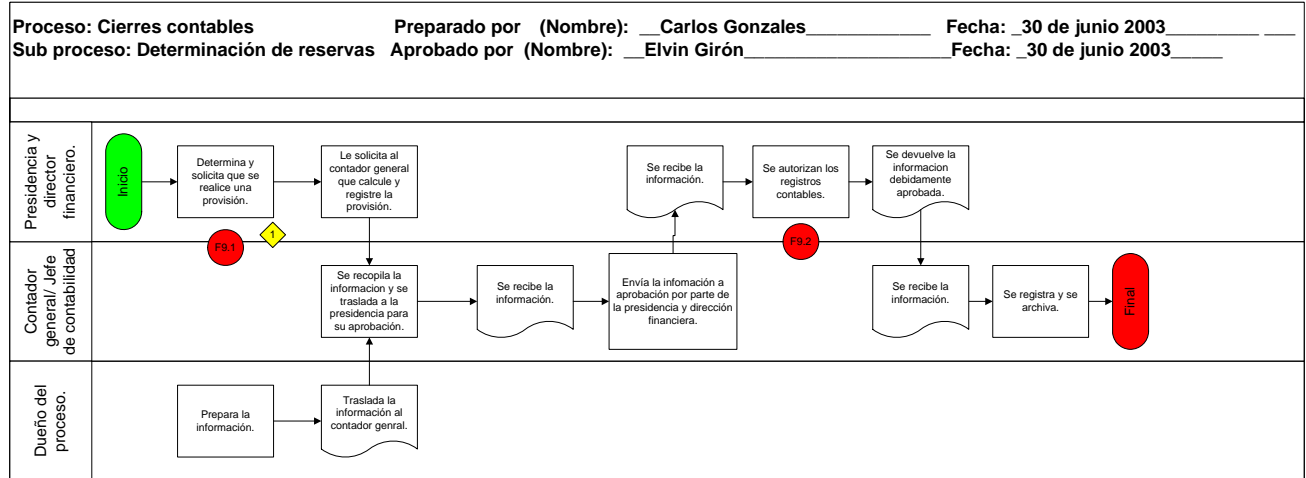 Proceso: Cierres contables Preparado por (Nombre): __Carlos Gonzales____________ Fecha: _30 de junio 2003_________ ___
Sub proceso: Determinación de reservas Aprobado por (Nombre): __Elvin Girón____________________Fecha: _30 de junio 2003_____
Presidencia y
director
financiero.
Inicio
Determina y
solicita que se
realice una
provisión.
Le solicita al
contador general
que calcule y
registre la
provisión.
Se recibe la
información.
Se autorizan los
registros
contables.
Se devuelve la
informacion
debidamente
aprobada.
F9.1
1
F9.2
Contador
general/ Jefe
de contabilidad
Se recopila la
informacion y se
traslada a la
presidencia para
su aprobación.
Se recibe la
información.
Envía la infomación a
aprobación por parte de
la presidencia y dirección
financiera.
Se recibe la
información.
Se registra y se
archiva.
Final
Dueño del
proceso.
Prepara la
información.
Traslada la
información al
contador genral.